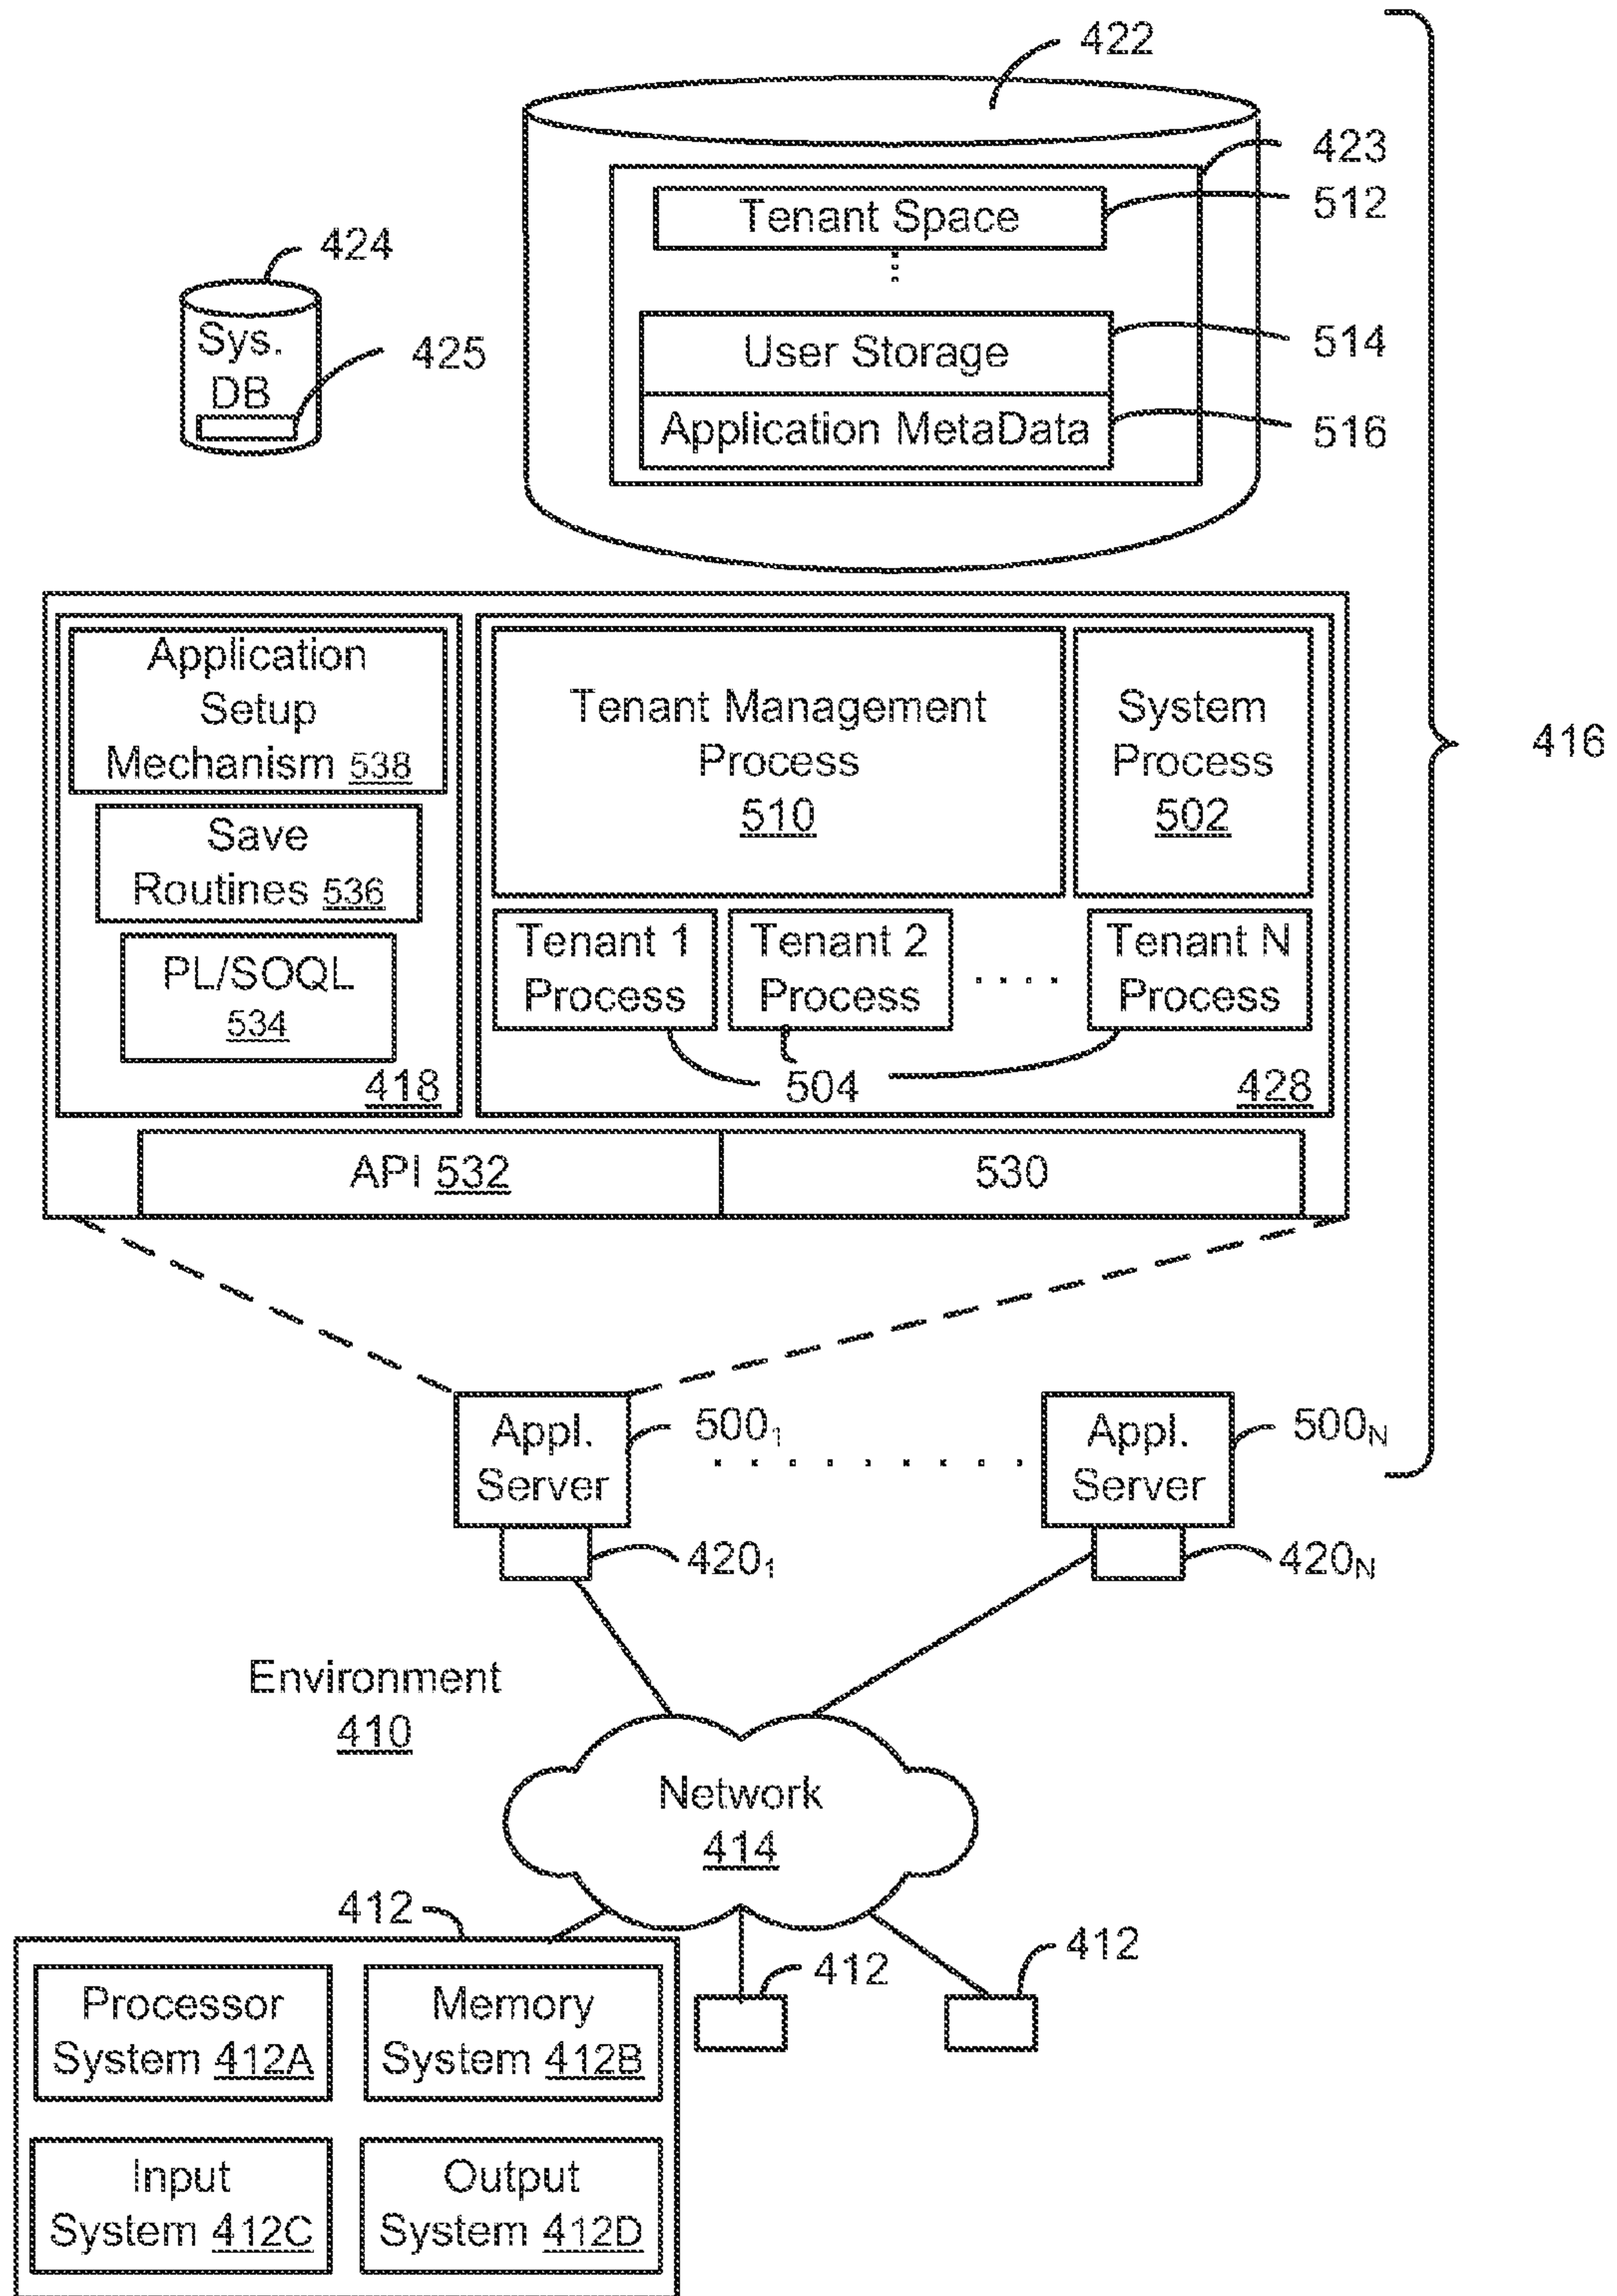 422
423
Tenant Space
512
424
Sys.
DB
425
User Storage
514
Application MetaData
516
416
Application
Setup
Mechanism 538
Save
Routines 536
PL/SOQL
534
418
Tenant Management
Process
510
System
Process
502
Tenant 1
Process
Tenant 2
Process
Tenant N
Process
504
428
API 532
530
Appl.
Server
500₁
Appl.
Server
500N
420₁
420N
Environment
410
Network
414
412
412
412
Processor
System 412A
Memory
System 412B
Input
System 412C
Output
System 412D